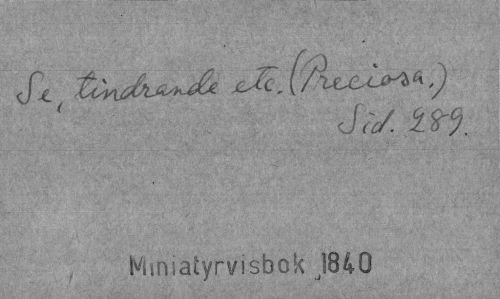 Se, tindrande etc. (Preciosa.)
Sid. 289.
Miniatyrvisbok 1840